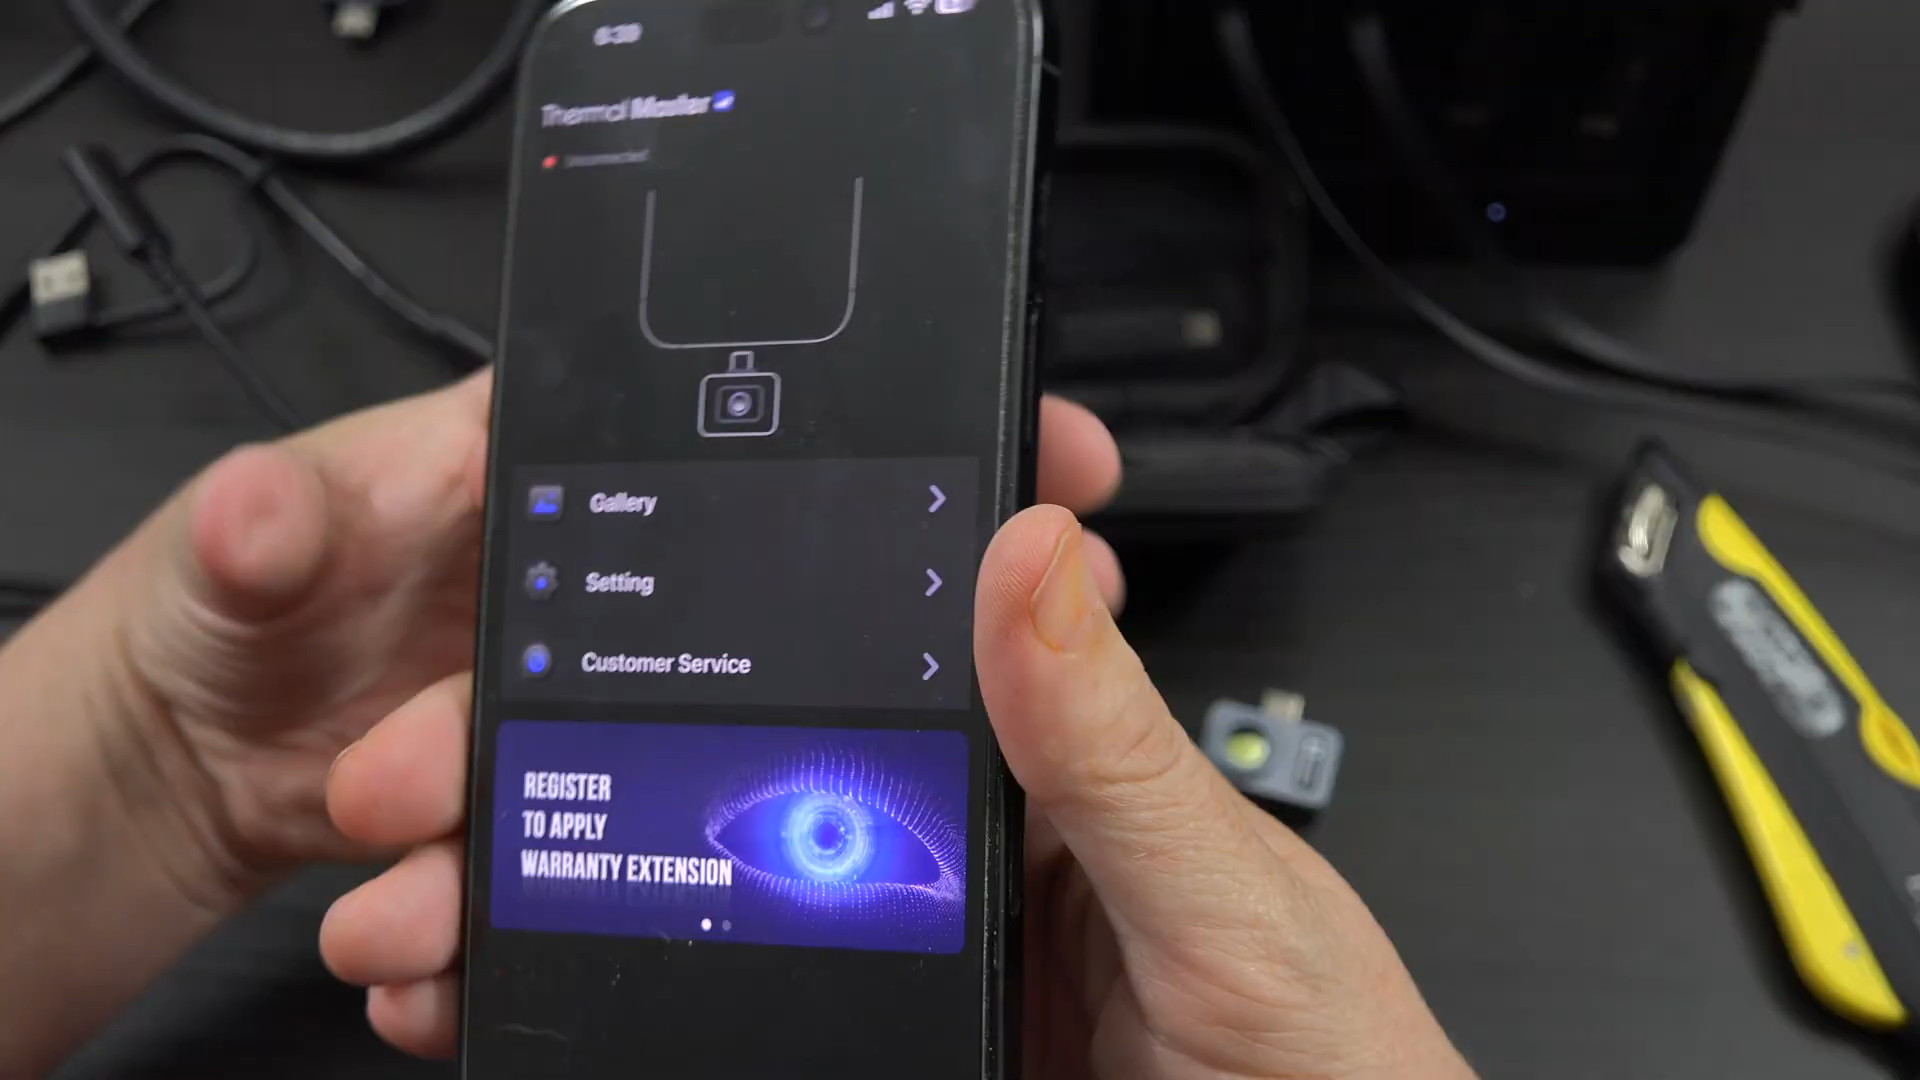 Thermal Master
Gallery
Setting
Customer Service
REGISTER
TO APPLY
WARRANTY EXTENSION